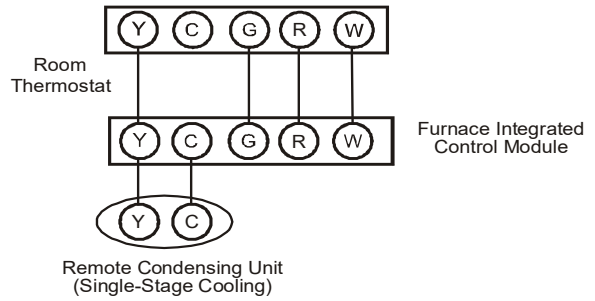 Y C G R W
Room
Thermostat
Y C G R W
Furnace Integrated
Control Module
Y C
Remote Condensing Unit
(Single-Stage Cooling)